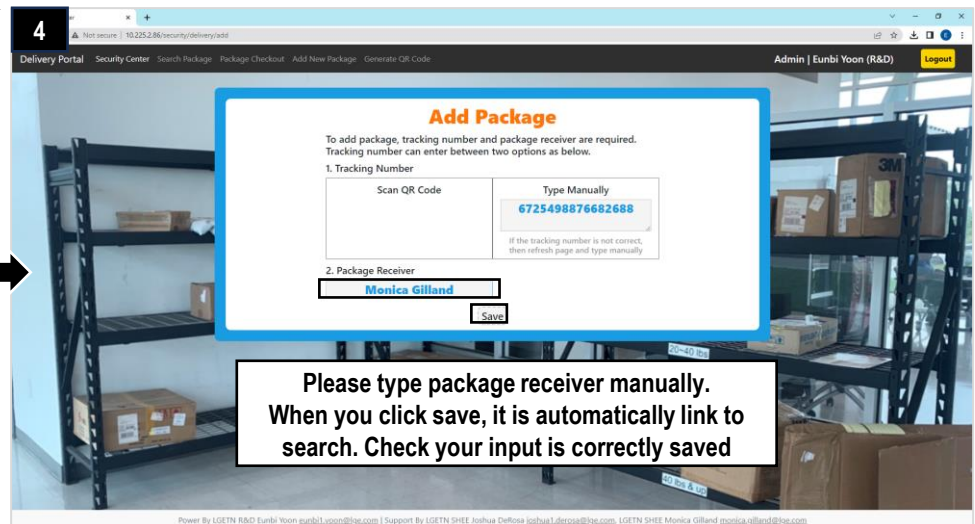 4
Not secure | 10.225.2.86/security/delivery/add
Delivery Portal Security Center Search Package Package Checkout Add New Package Generate QR Code Admin | Eunbi Yoon (R&D) Logout
Add Package
To add package, tracking number and package receiver are required.
Tracking number can enter between two options as below.
1. Tracking Number
Scan QR Code Type Manually
6725498876682688
If the tracking number is not correct,
then refresh page and type manually
2. Package Receiver
Monica Gilland
Save
3M
20~40 lbs
Please type package receiver manually.
When you click save, it is automatically link to
search. Check your input is correctly saved
40 lbs & up
Power By LGETN R&D Eunbi Yoon eunbi1.yoon@lge.com | Support By LGETN SHEE Joshua DeRosa joshua1.derosa@lge.com, LGETN SHEE Monica Gilland monica.gilland@lge.com